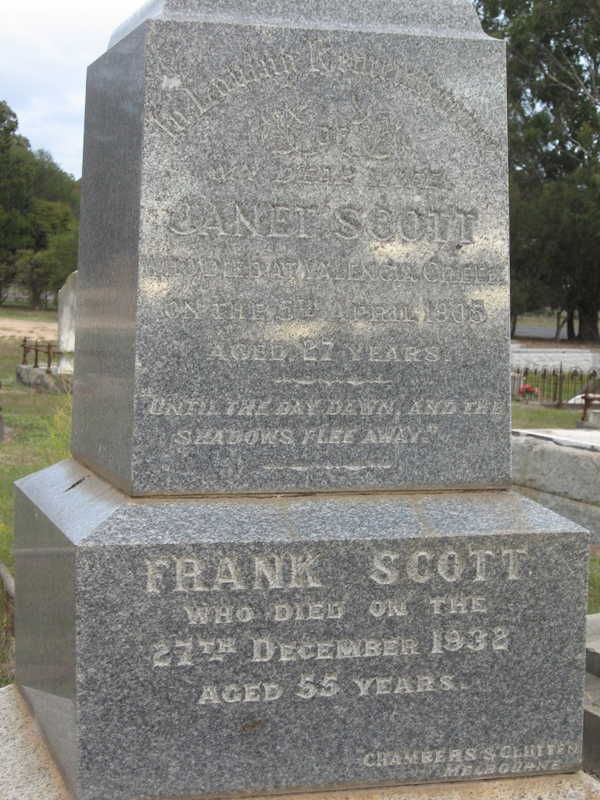 In Loving Remembrance
OF
MY DEAR WIFE
JANET SCOTT
WHO DIED AT VALENCIA CREEK
ON THE 5TH APRIL 1905
AGED 27 YEARS.
"UNTIL THE DAY DAWN, AND THE
SHADOWS FLEE AWAY."
FRANK SCOTT
WHO DIED ON THE
27TH DECEMBER 1932
AGED 55 YEARS.
CHAMBERS & CLUTTEN
MELBOURNE